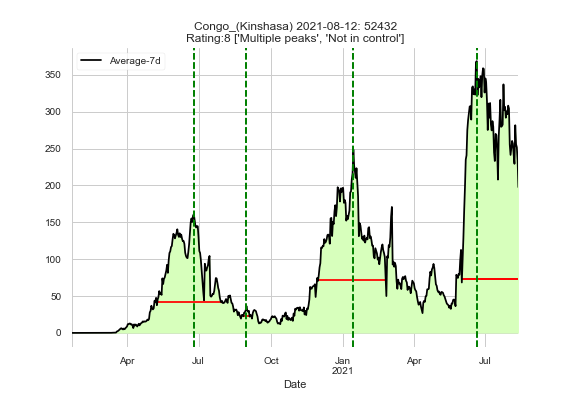 Congo_(Kinshasa) 2021-08-12: 52432
Rating:8 ['Multiple peaks', 'Not in control']
Average-7d
350
300
250
200
150
100
50
0
Apr
Jul
Oct
Jan
2021
Apr
Jul
Date